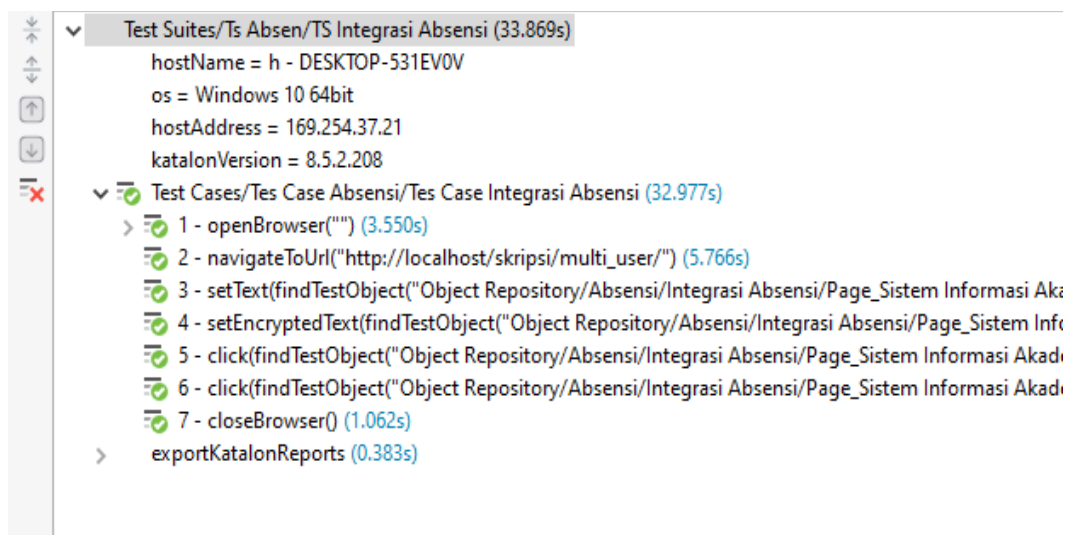 Test Suites/Ts Absen/TS Integrasi Absensi (33.869s)
hostName = h - DESKTOP-531EV0V
os = Windows 10 64bit
hostAddress = 169.254.37.21
katalonVersion = 8.5.2.208
Test Cases/Tes Case Absensi/Tes Case Integrasi Absensi (32.977s)
1 - openBrowser("") (3.550s)
2 - navigateToUrl("http://localhost/skripsi/multi_user/") (5.766s)
3 - setText(findTestObject("Object Repository/Absensi/Integrasi Absensi/Page_Sistem Informasi Aka
4 - setEncryptedText(findTestObject("Object Repository/Absensi/Integrasi Absensi/Page_Sistem Info
5 - click(findTestObject("Object Repository/Absensi/Integrasi Absensi/Page_Sistem Informasi Akade
6 - click(findTestObject("Object Repository/Absensi/Integrasi Absensi/Page_Sistem Informasi Akade
7 - closeBrowser() (1.062s)
exportKatalonReports (0.383s)